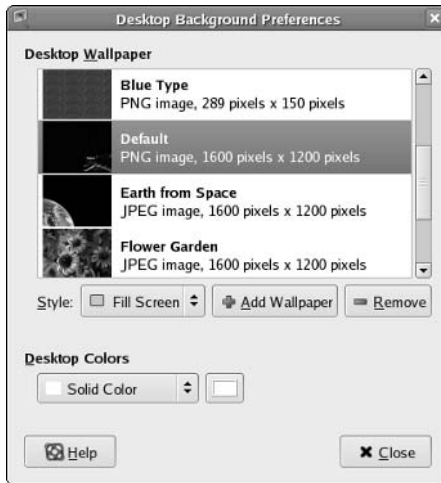 Desktop Background Preferences
Desktop Wallpaper
Blue Type
PNG image, 289 pixels x 150 pixels
Default
PNG image, 1600 pixels x 1200 pixels
Earth from Space
JPEG image, 1600 pixels x 1200 pixels
Flower Garden
JPEG image, 1600 pixels x 1200 pixels
Style: Fill Screen Add Wallpaper Remove
Desktop Colors
Solid Color
Help Close